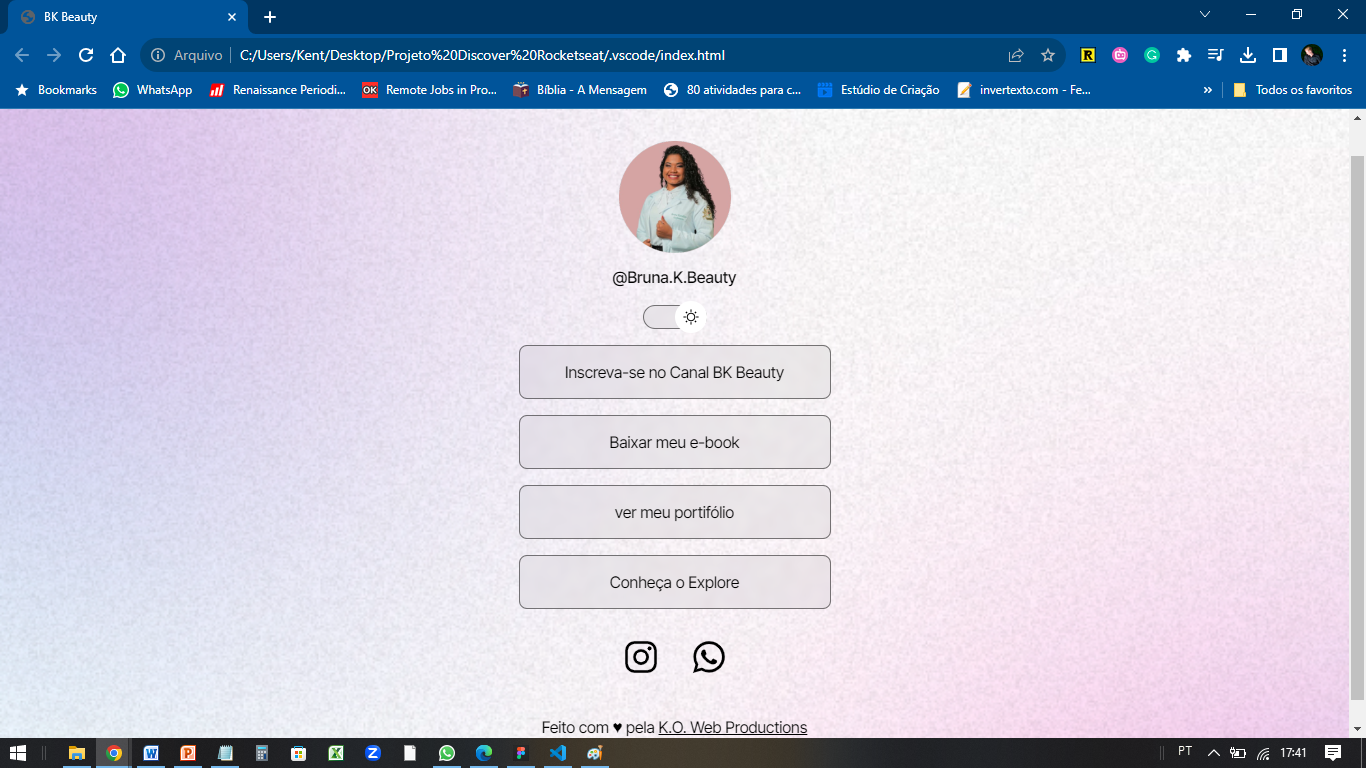 BK Beauty
Arquivo C:/Users/Kent/Desktop/Projeto%20Discover%20Rocketseat/.vscode/index.html
Bookmarks WhatsApp Renaissance Periodi... OK Remote Jobs in Pro... Bíblia - A Mensagem 80 atividades para c... Estúdio de Criação invertexto.com - Fe... » Todos os favoritos
@Bruna.K.Beauty
Inscreva-se no Canal BK Beauty
Baixar meu e-book
ver meu portifólio
Conheça o Explore
Feito com ♥ pela K.O. Web Productions
PT 17:41